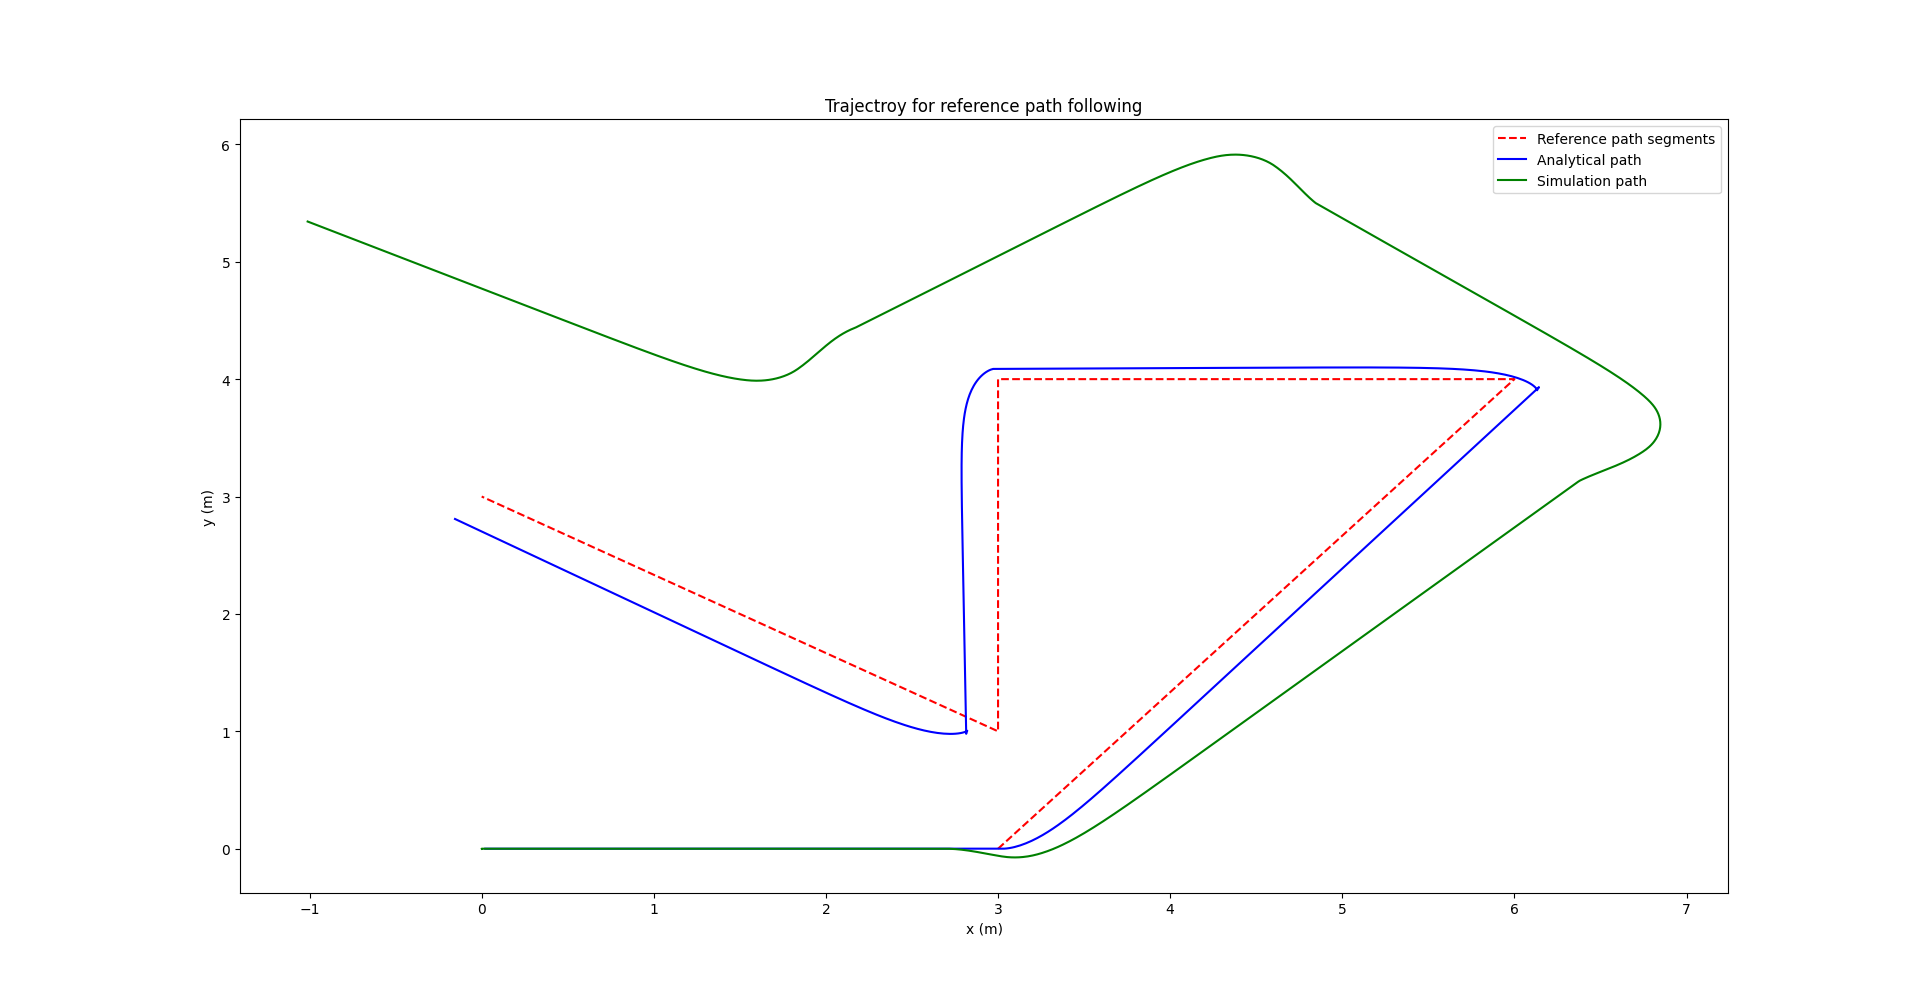 Trajectroy for reference path following
Reference path segments
Analytical path
Simulation path
6
5
4
3
2
1
0
y (m)
−1 0 1 2 3 4 5 6 7
x (m)